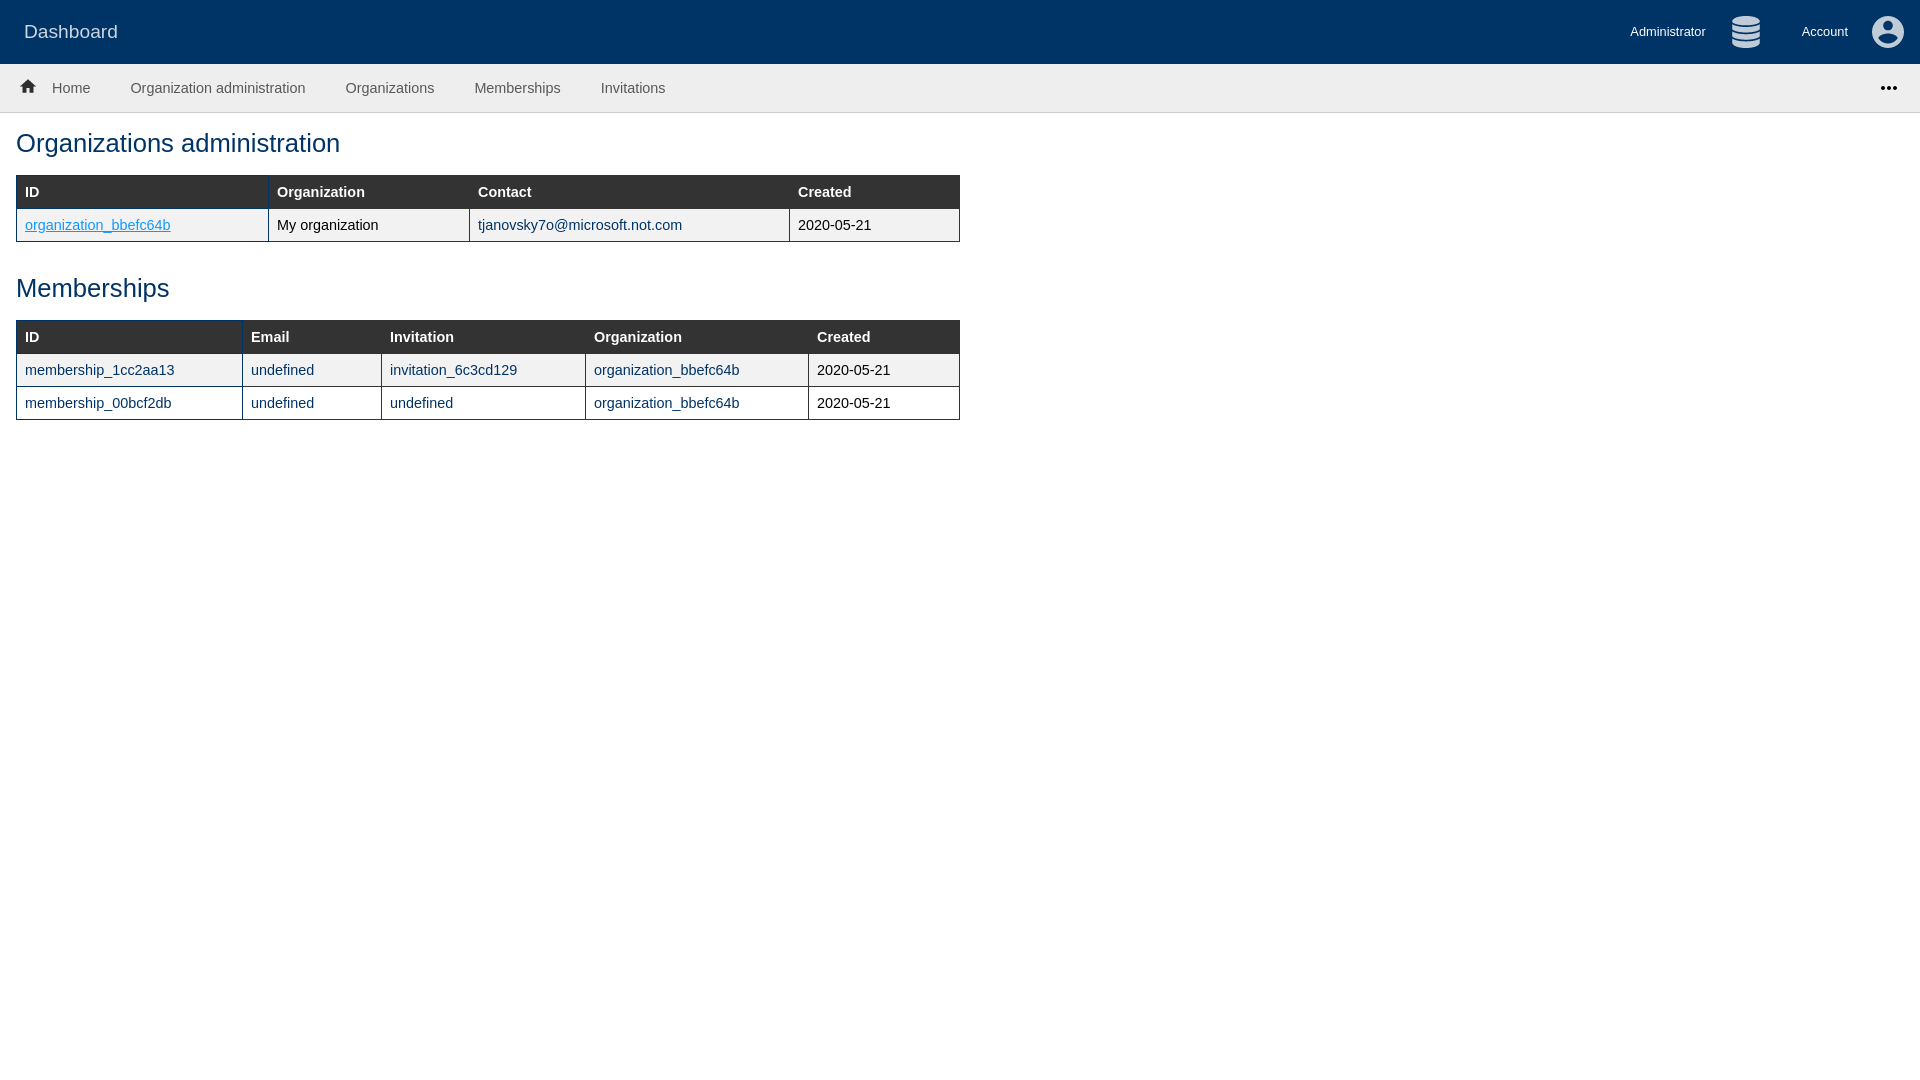 Dashboard Administrator Account
Home Organization administration Organizations Memberships Invitations
Organizations administration
ID Organization Contact Created
organization_bbefc64b My organization tjanovsky7o@microsoft.not.com 2020-05-21
Memberships
ID Email Invitation Organization Created
membership_1cc2aa13 undefined invitation_6c3cd129 organization_bbefc64b 2020-05-21
membership_00bcf2db undefined undefined organization_bbefc64b 2020-05-21